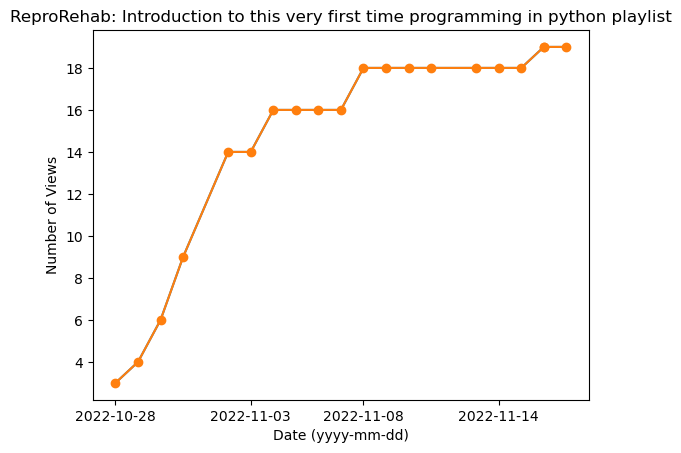 ReproRehab: Introduction to this very first time programming in python playlist
Number of Views
18
16
14
12
10
8
6
4
2022-10-28 2022-11-03 2022-11-08 2022-11-14
Date (yyyy-mm-dd)